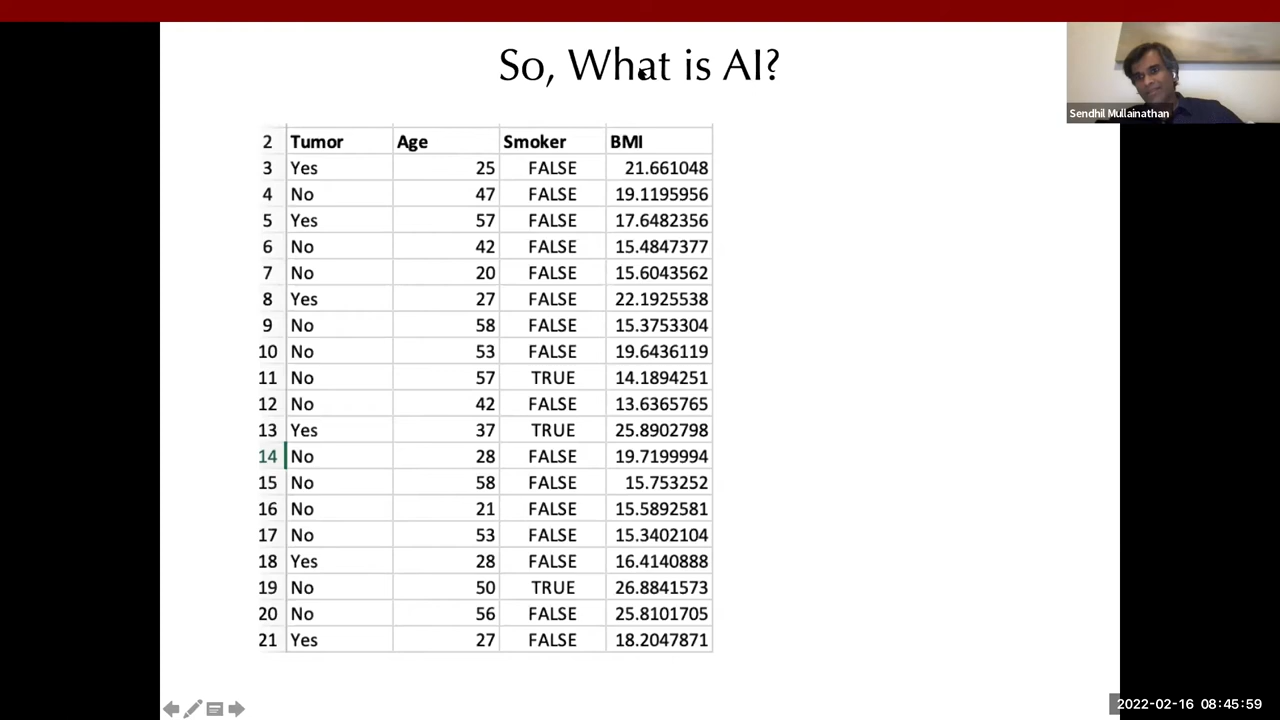 So, What is AI?
Sendhil Mullainathan
2 Tumor Age Smoker BMI
3 Yes 25 FALSE 21.661048
4 No 47 FALSE 19.1195956
5 Yes 57 FALSE 17.6482356
6 No 42 FALSE 15.4847377
7 No 20 FALSE 15.6043562
8 Yes 27 FALSE 22.1925538
9 No 58 FALSE 15.3753304
10 No 53 FALSE 19.6436119
11 No 57 TRUE 14.1894251
12 No 42 FALSE 13.6365765
13 Yes 37 TRUE 25.8902798
14 No 28 FALSE 19.7199994
15 No 58 FALSE 15.753252
16 No 21 FALSE 15.5892581
17 No 53 FALSE 15.3402104
18 Yes 28 FALSE 16.4140888
19 No 50 TRUE 26.8841573
20 No 56 FALSE 25.8101705
21 Yes 27 FALSE 18.2047871
2022-02-16 08:45:59